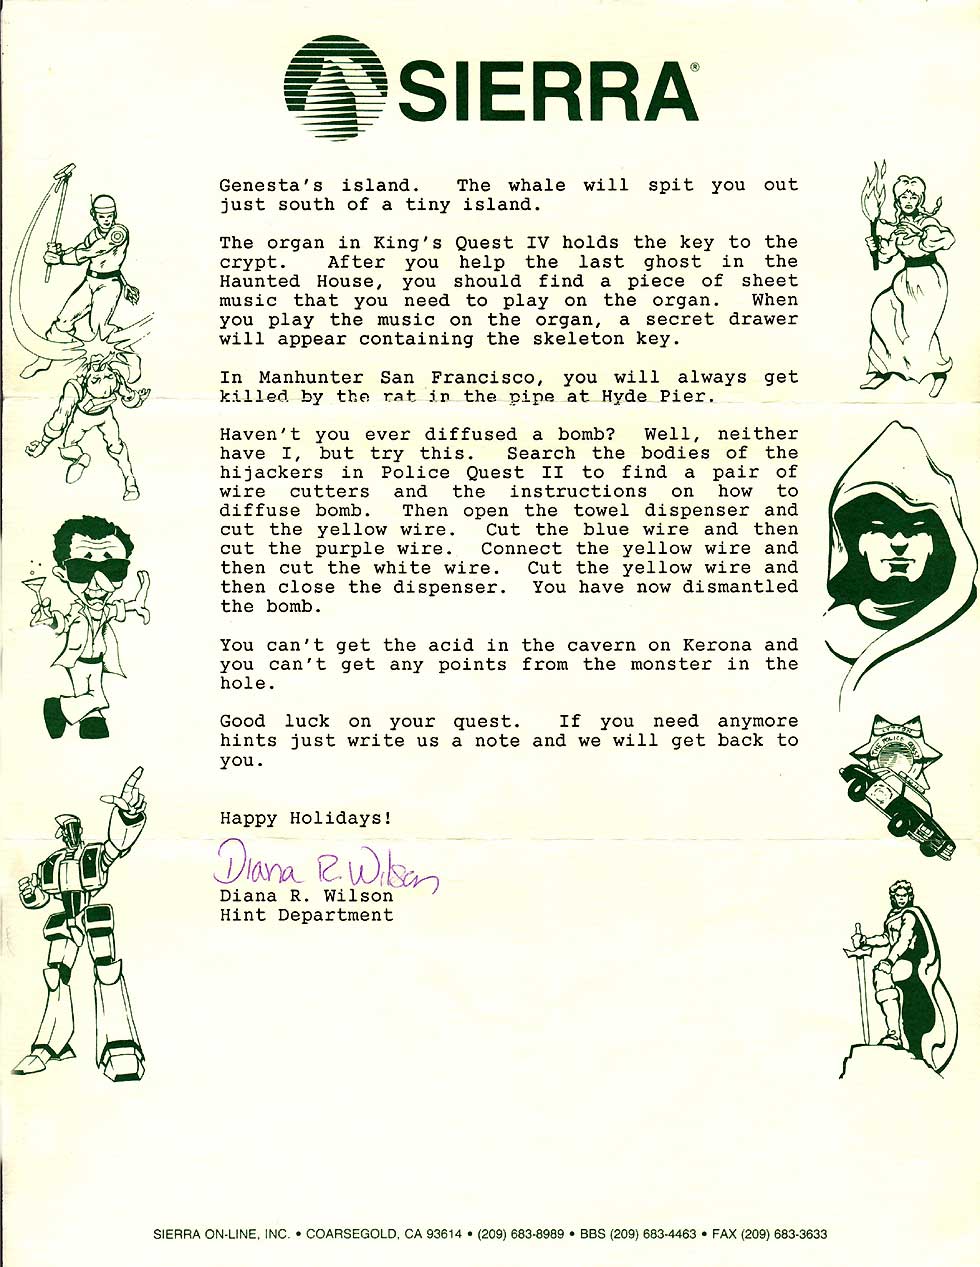 SIERRA®
Genesta's island. The whale will spit you out
just south of a tiny island.
The organ in King's Quest IV holds the key to the
crypt. After you help the last ghost in the
Haunted House, you should find a piece of sheet
music that you need to play on the organ. When
you play the music on the organ, a secret drawer
will appear containing the skeleton key.
In Manhunter San Francisco, you will always get
killed by the rat in the pipe at Hyde Pier.
Haven't you ever diffused a bomb? Well, neither
have I, but try this. Search the bodies of the
hijackers in Police Quest II to find a pair of
wire cutters and the instructions on how to
diffuse bomb. Then open the towel dispenser and
cut the yellow wire. Cut the blue wire and then
cut the purple wire. Connect the yellow wire and
then cut the white wire. Cut the yellow wire and
then close the dispenser. You have now dismantled
the bomb.
You can't get the acid in the cavern on Kerona and
you can't get any points from the monster in the
hole.
Good luck on your quest. If you need anymore
hints just write us a note and we will get back to
you.
LYTTON
THE POLICE QUEST
Happy Holidays!
Diana R. Wilson
Diana R. Wilson
Hint Department
SIERRA ON-LINE, INC. • COARSEGOLD, CA 93614 • (209) 683-8989 • BBS (209) 683-4463 • FAX (209) 683-3633